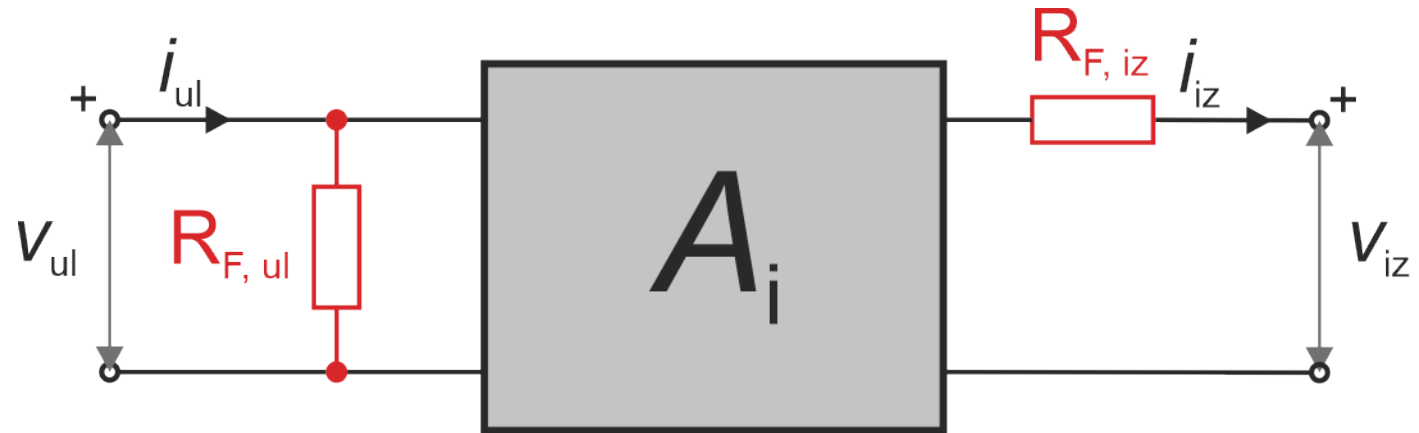 R_F, iz
+ i_ul i_iz +
A_i
v_ul R_F, ul v_iz